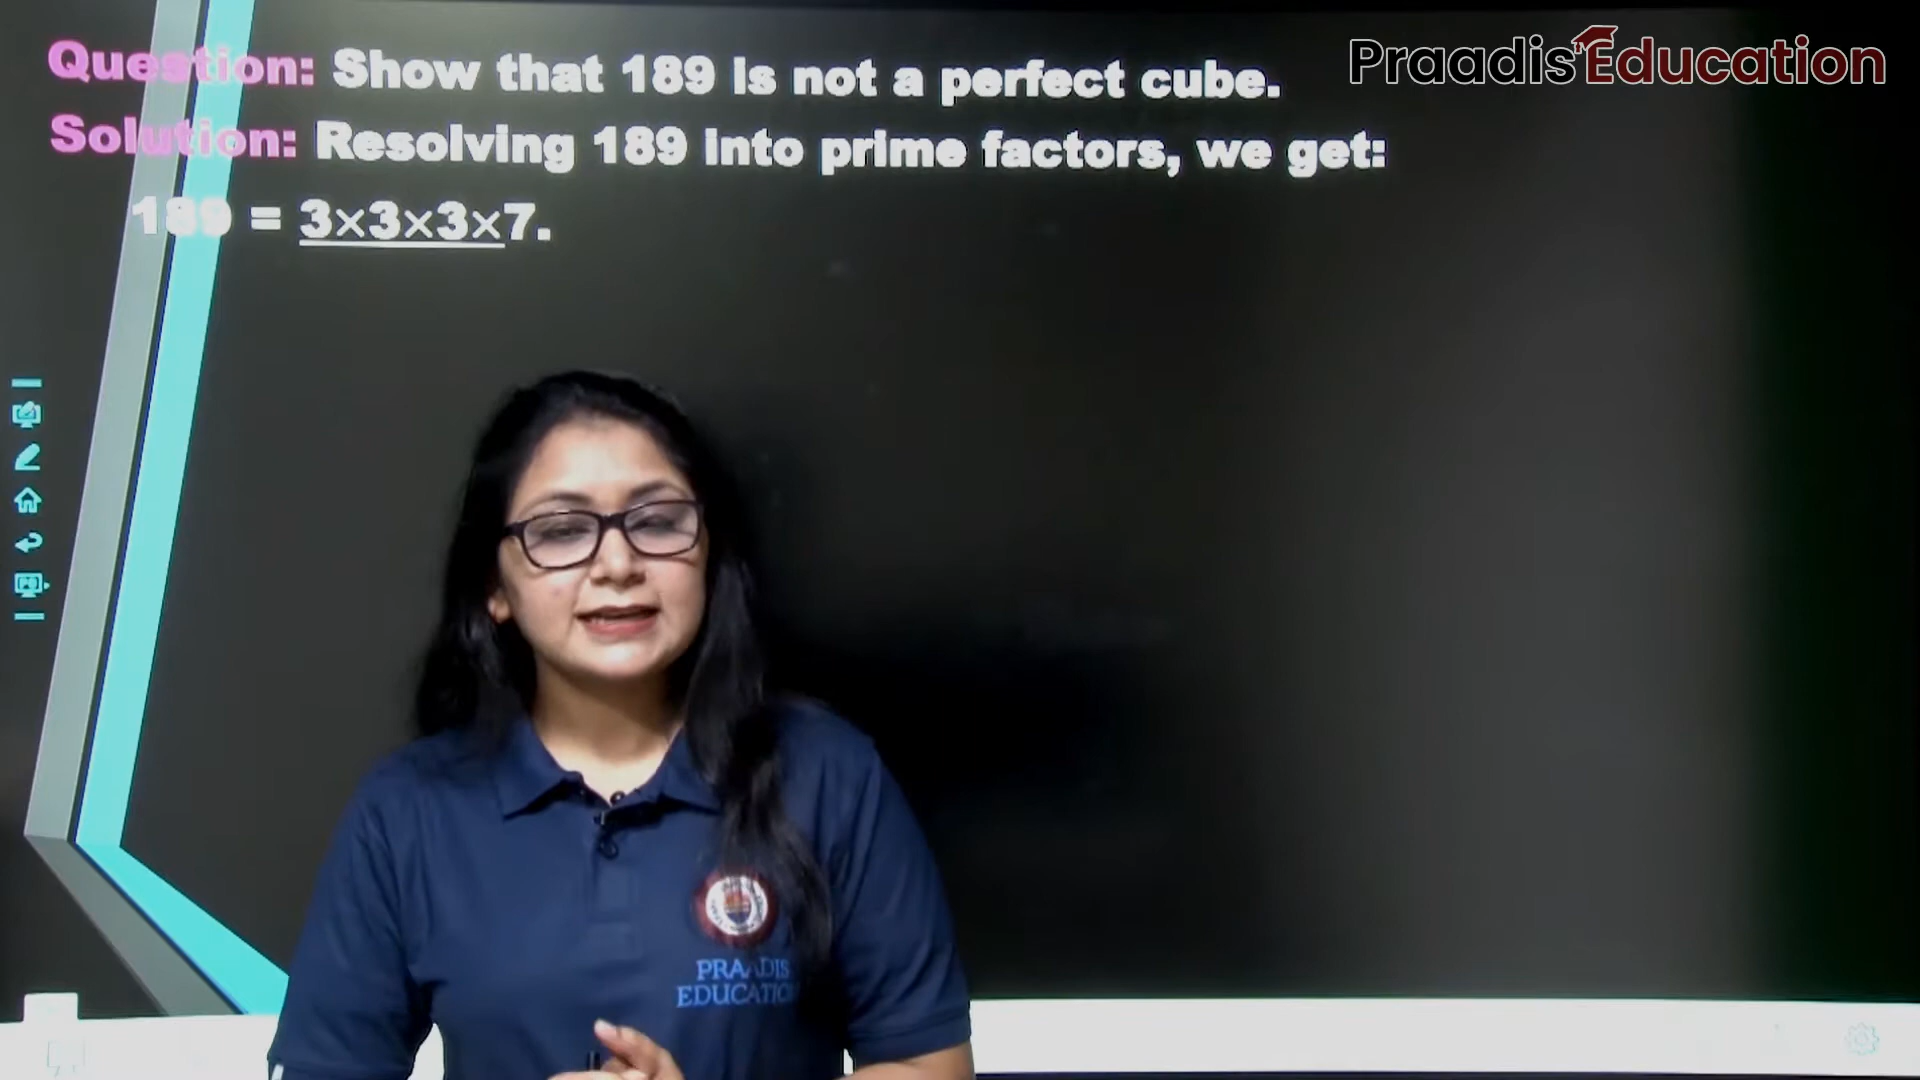 Praadis Education
Question: Show that 189 is not a perfect cube.
Solution: Resolving 189 into prime factors, we get:
189 = 3×3×3×7.
PRAADIS
EDUCATIO